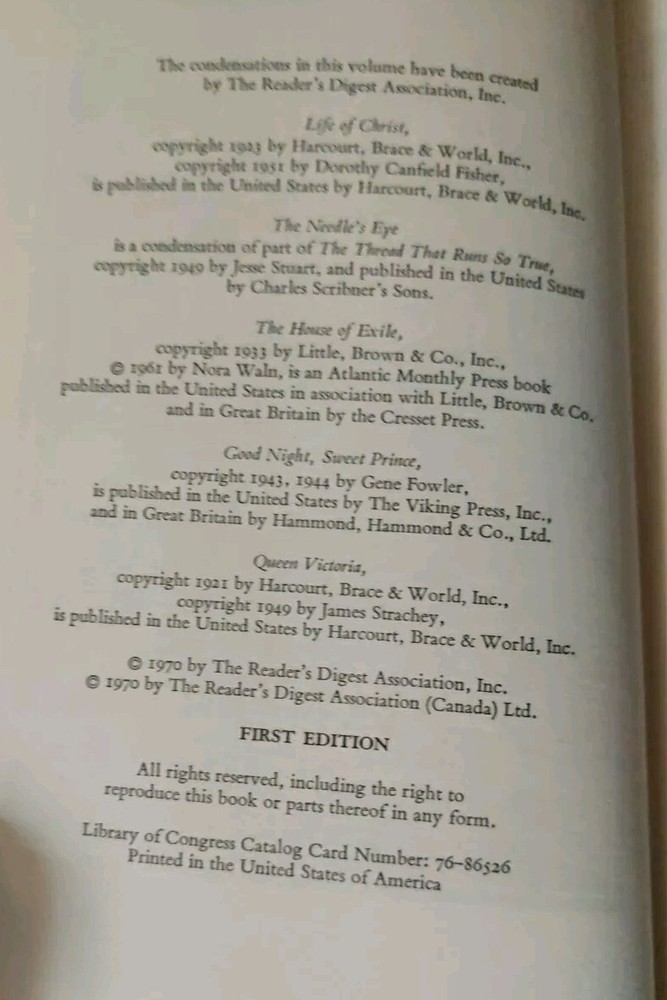 The condensations in this volume have been created
by The Reader's Digest Association, Inc.
Life of Christ,
copyright 1923 by Harcourt, Brace & World, Inc.,
copyright 1951 by Dorothy Canfield Fisher,
is published in the United States by Harcourt, Brace & World, Inc.
The Needle's Eye
is a condensation of part of The Thread That Runs So True,
copyright 1949 by Jesse Stuart, and published in the United States
by Charles Scribner's Sons.
The House of Exile,
copyright 1933 by Little, Brown & Co., Inc.,
© 1961 by Nora Waln, is an Atlantic Monthly Press book
published in the United States in association with Little, Brown & Co.
and in Great Britain by the Cresset Press.
Good Night, Sweet Prince,
copyright 1943, 1944 by Gene Fowler,
is published in the United States by The Viking Press, Inc.,
and in Great Britain by Hammond, Hammond & Co., Ltd.
Queen Victoria,
copyright 1921 by Harcourt, Brace & World, Inc.,
copyright 1949 by James Strachey,
is published in the United States by Harcourt, Brace & World, Inc.
© 1970 by The Reader's Digest Association, Inc.
© 1970 by The Reader's Digest Association (Canada) Ltd.
FIRST EDITION
All rights reserved, including the right to
reproduce this book or parts thereof in any form.
Library of Congress Catalog Card Number: 76-86526
Printed in the United States of America